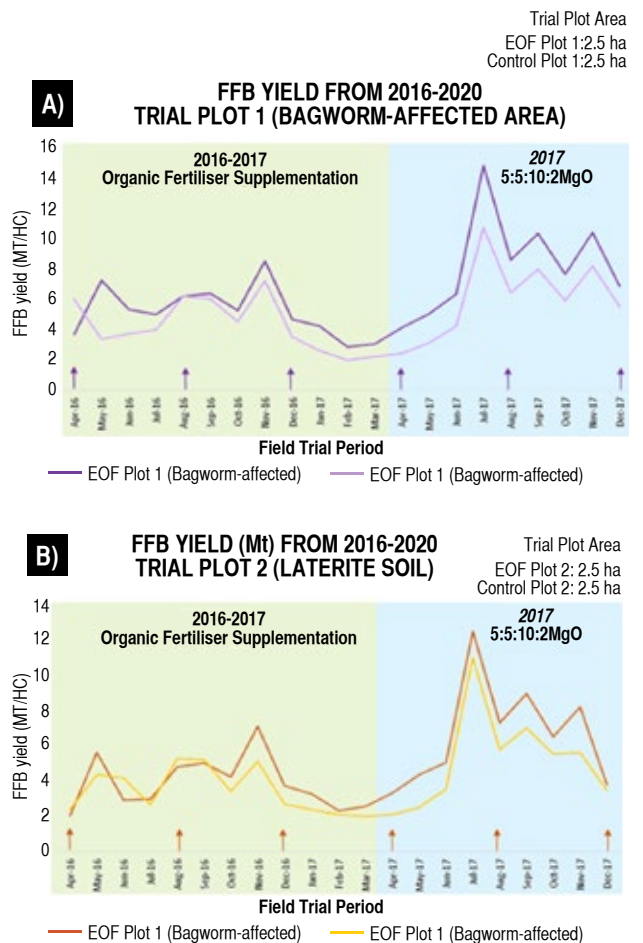 Trial Plot Area
EOF Plot 1:2.5 ha
Control Plot 1:2.5 ha
A)
FFB YIELD FROM 2016-2020
TRIAL PLOT 1 (BAGWORM-AFFECTED AREA)
2016-2017
Organic Fertiliser Supplementation
2017
5:5:10:2MgO
FFB yield (MT/HC)
16
14
12
10
8
6
4
2
0
Apr-16
May-16
Jun-16
Jul-16
Aug-16
Sep-16
Oct-16
Nov-16
Dec-16
Jan-17
Feb-17
Mar-17
Apr-17
May-17
Jun-17
Jul-17
Aug-17
Sep-17
Oct-17
Nov-17
Dec-17
Field Trial Period
EOF Plot 1 (Bagworm-affected) EOF Plot 1 (Bagworm-affected)
B)
FFB YIELD (Mt) FROM 2016-2020
TRIAL PLOT 2 (LATERITE SOIL)
Trial Plot Area
EOF Plot 2: 2.5 ha
Control Plot 2: 2.5 ha
2016-2017
Organic Fertiliser Supplementation
2017
5:5:10:2MgO
FFB yield (MT/HC)
14
12
10
8
6
4
2
0
Apr-16
May-16
Jun-16
Jul-16
Aug-16
Sep-16
Oct-16
Nov-16
Dec-16
Jan-17
Feb-17
Mar-17
Apr-17
May-17
Jun-17
Jul-17
Aug-17
Sep-17
Oct-17
Nov-17
Dec-17
Field Trial Period
EOF Plot 1 (Bagworm-affected) EOF Plot 1 (Bagworm-affected)